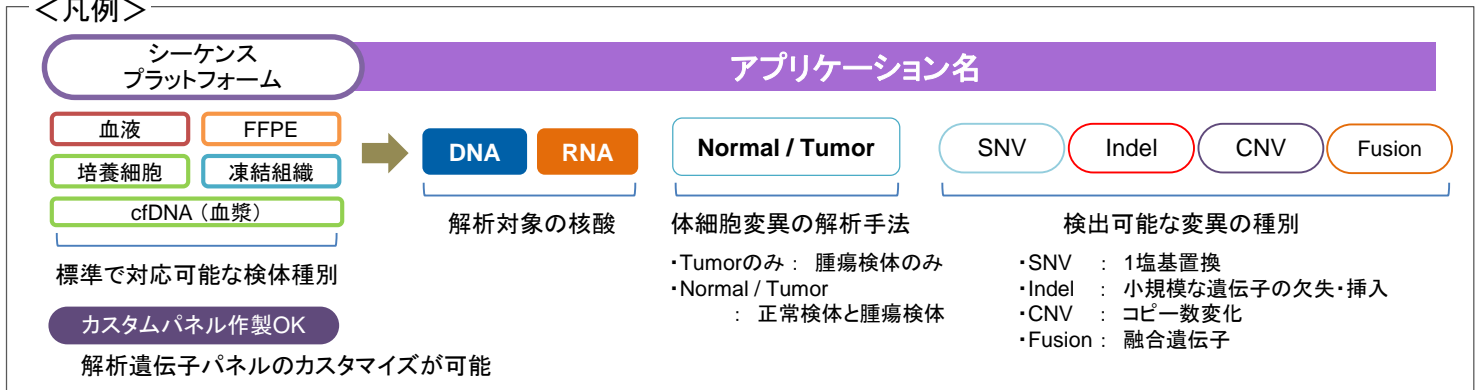 ＜凡例＞
シーケンス
プラットフォーム
アプリケーション名
血液
FFPE
培養細胞
凍結組織
cfDNA（血漿）
標準で対応可能な検体種別
カスタムパネル作製OK
解析遺伝子パネルのカスタマイズが可能
DNA
RNA
解析対象の核酸
Normal / Tumor
体細胞変異の解析手法
・Tumorのみ： 腫瘍検体のみ
・Normal / Tumor
： 正常検体と腫瘍検体
SNV
Indel
CNV
Fusion
検出可能な変異の種別
・SNV ： 1塩基置換
・Indel ： 小規模な遺伝子の欠失・挿入
・CNV ： コピー数変化
・Fusion： 融合遺伝子